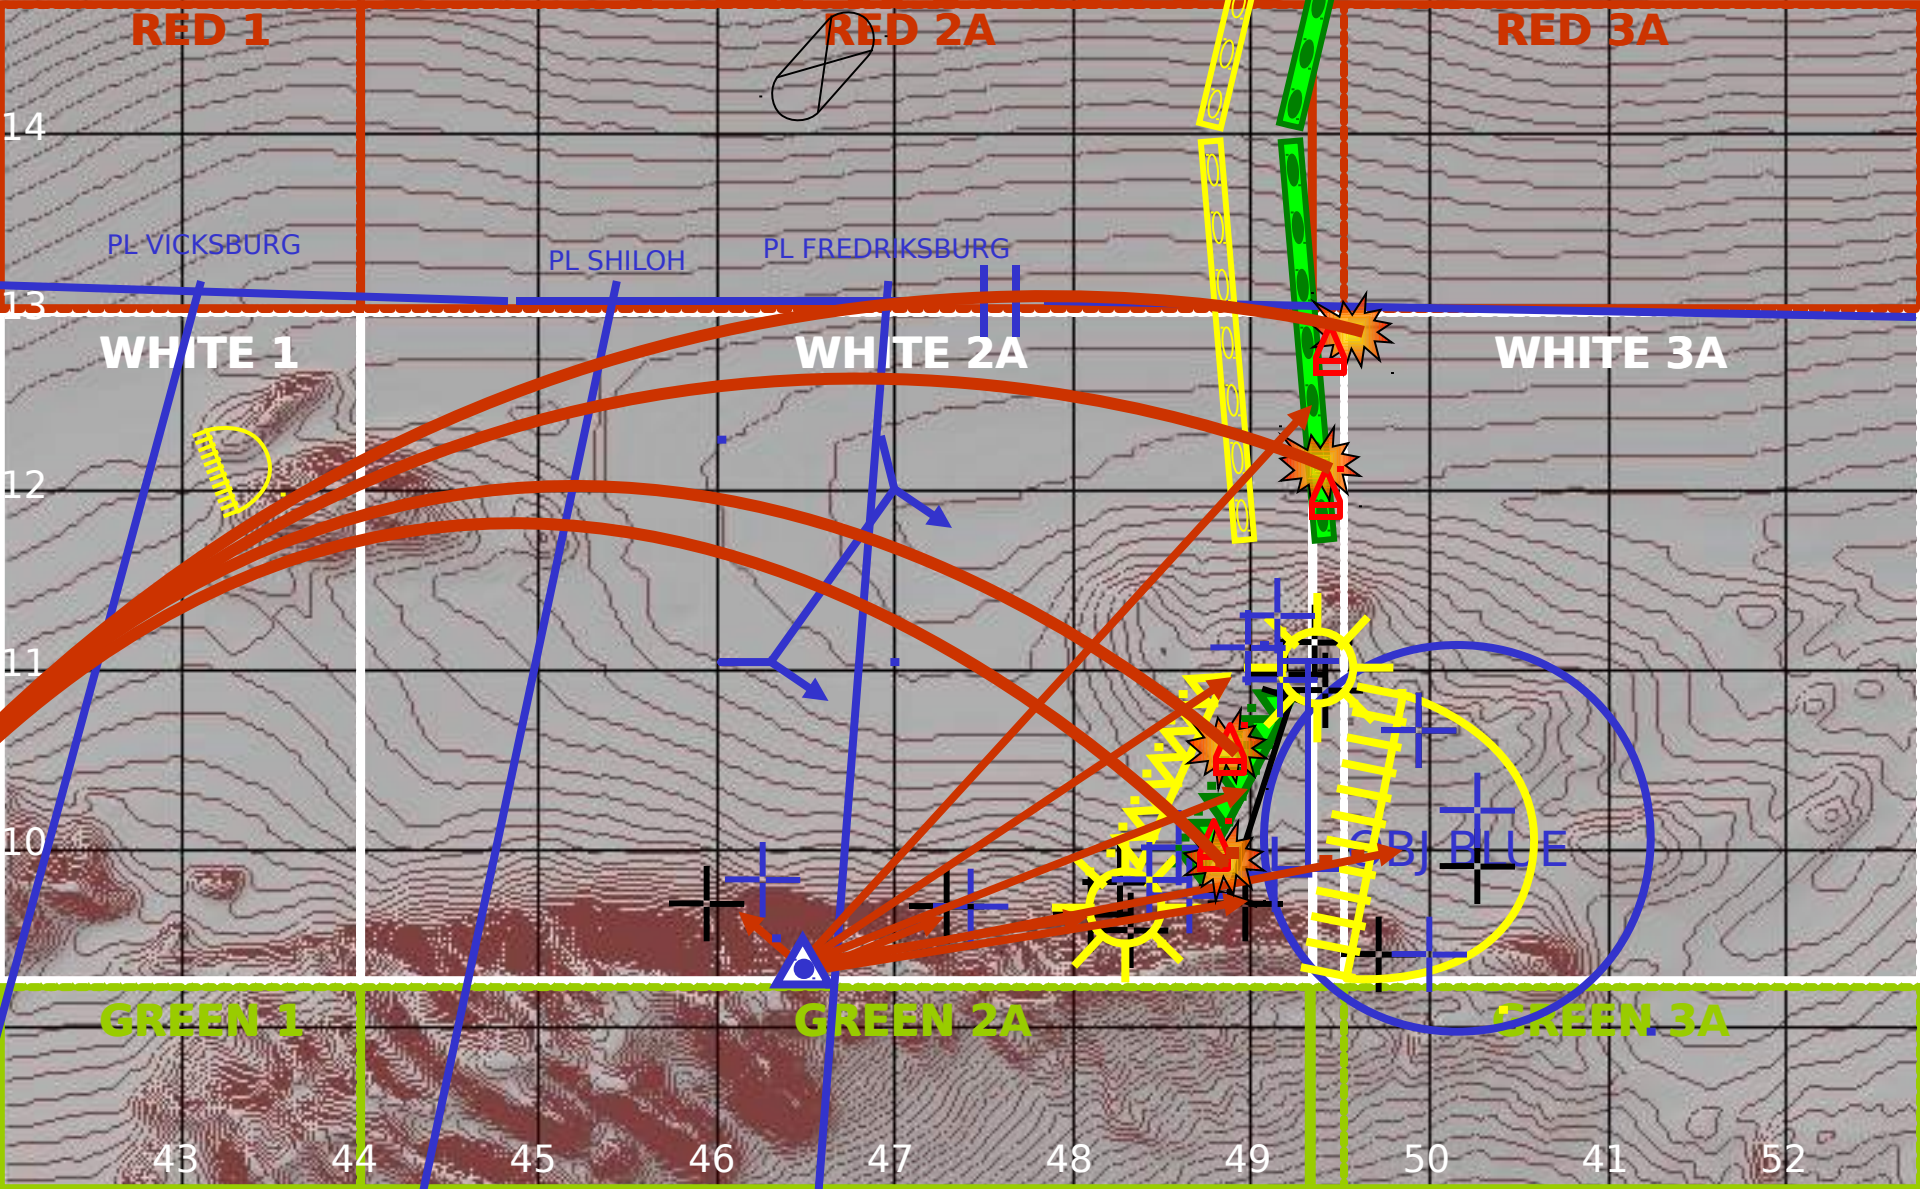 RED 1
RED 2A
RED 3A
14
PL VICKSBURG
PL SHILOH
PL FREDRIKSBURG
13
WHITE 1
WHITE 2A
WHITE 3A
12
11
10
OBJ BLUE
GREEN 1
GREEN 2A
GREEN 3A
43
44
45
46
47
48
49
50
41
52